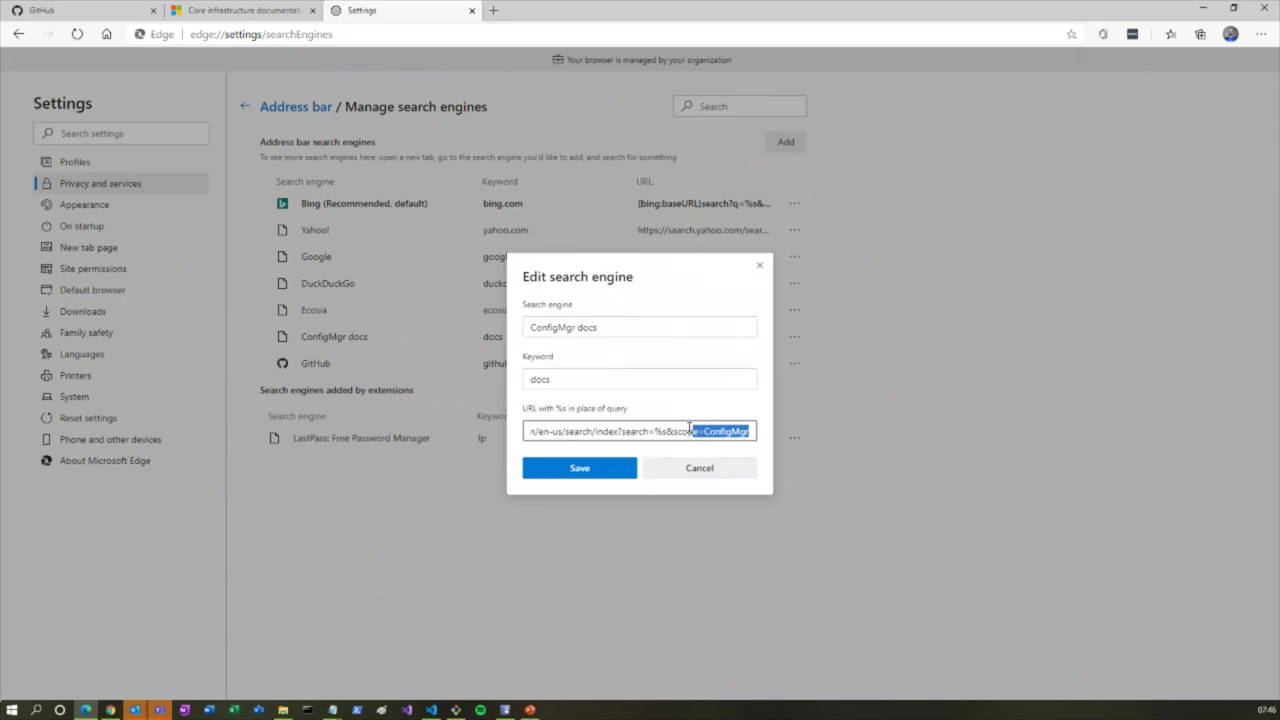 GitHub
Core infrastructure documentat
Settings
Edge
edge://settings/searchEngines
Your browser is managed by your organization
Settings
Search settings
Profiles
Privacy and services
Appearance
On startup
New tab page
Site permissions
Default browser
Downloads
Family safety
Languages
Printers
System
Reset settings
Phone and other devices
About Microsoft Edge
Address bar / Manage search engines
Search
Address bar search engines
Add
To see more search engines here, open a new tab, go to the search engine you'd like to add, and search for something
Search engine Keyword URL
Bing (Recommended, default) bing.com {bing:baseURL}search?q=%s&...
Yahoo! yahoo.com https://search.yahoo.com/sear...
Google googl
DuckDuckGo duckd
Ecosia ecosia
ConfigMgr docs docs
GitHub githul
Search engines added by extensions
Search engine Keywor
LastPass: Free Password Manager lp
Edit search engine
Search engine
ConfigMgr docs
Keyword
docs
URL with %s in place of query
n/en-us/search/index?search=%s&scope=ConfigMgr
Save Cancel
07:46